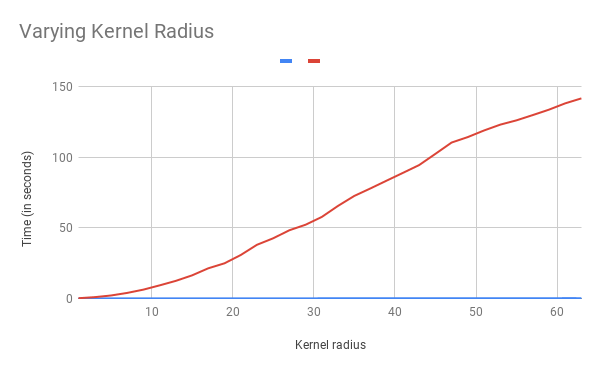 Varying Kernel Radius
150
100
50
0
10 20 30 40 50 60
Time (in seconds)
Kernel radius